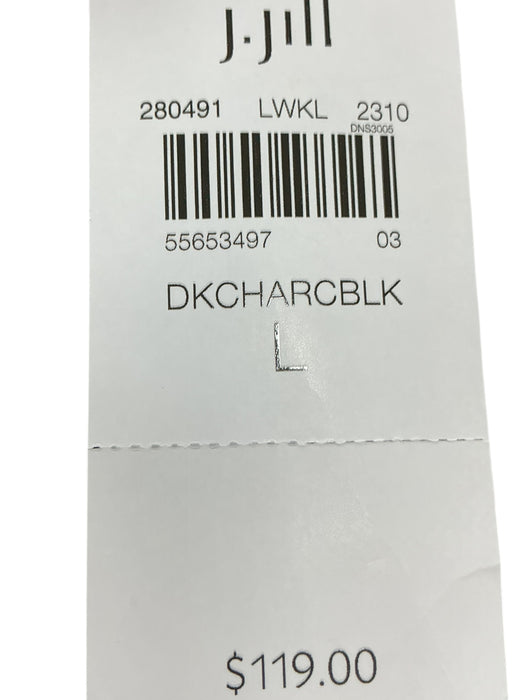 J.Jill
280491 LWKL 2310
DNS3005
55653497 03
DKCHARCBLK
L
$119.00